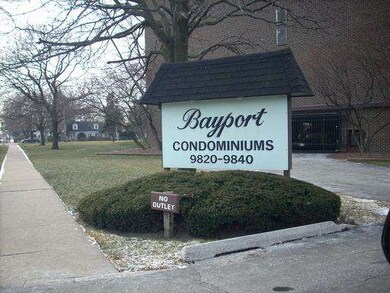 Bayport
CONDOMINIUMS
9820-9840
NO
OUTLET